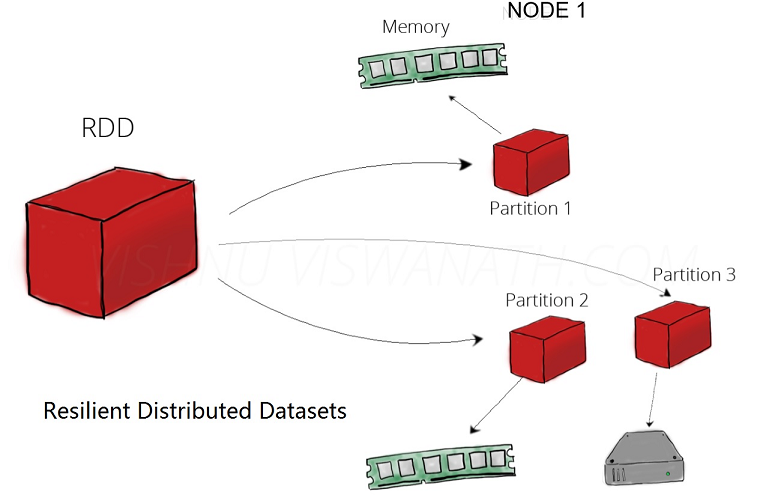 NODE 1
Memory
RDD
Partition 1
VISHNU VISWANATH.COM
Partition 3
Partition 2
Resilient Distributed Datasets